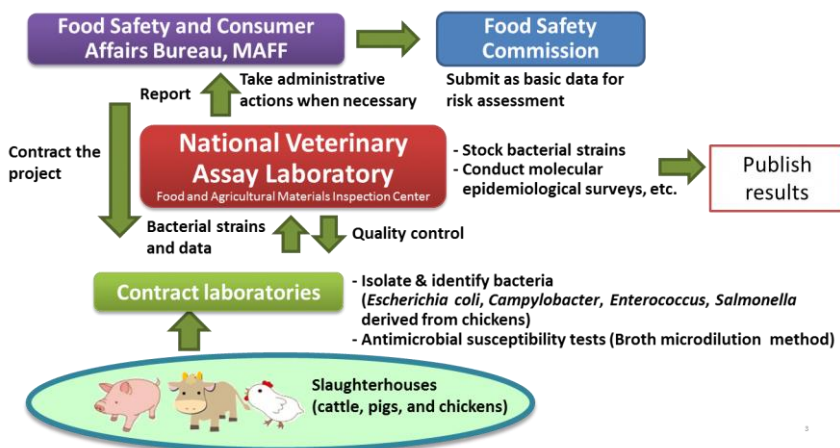 Food Safety and Consumer
Affairs Bureau, MAFF
Food Safety
Commission
Report
Take administrative
actions when necessary
Submit as basic data for
risk assessment
Contract the
project
National Veterinary
Assay Laboratory
Food and Agricultural Materials Inspection Center
- Stock bacterial strains
- Conduct molecular
epidemiological surveys, etc.
Publish
results
Bacterial strains
and data
Quality control
Contract laboratories
- Isolate & identify bacteria
(Escherichia coli, Campylobacter, Enterococcus, Salmonella
derived from chickens)
- Antimicrobial susceptibility tests (Broth microdilution method)
Slaughterhouses
(cattle, pigs, and chickens)
3